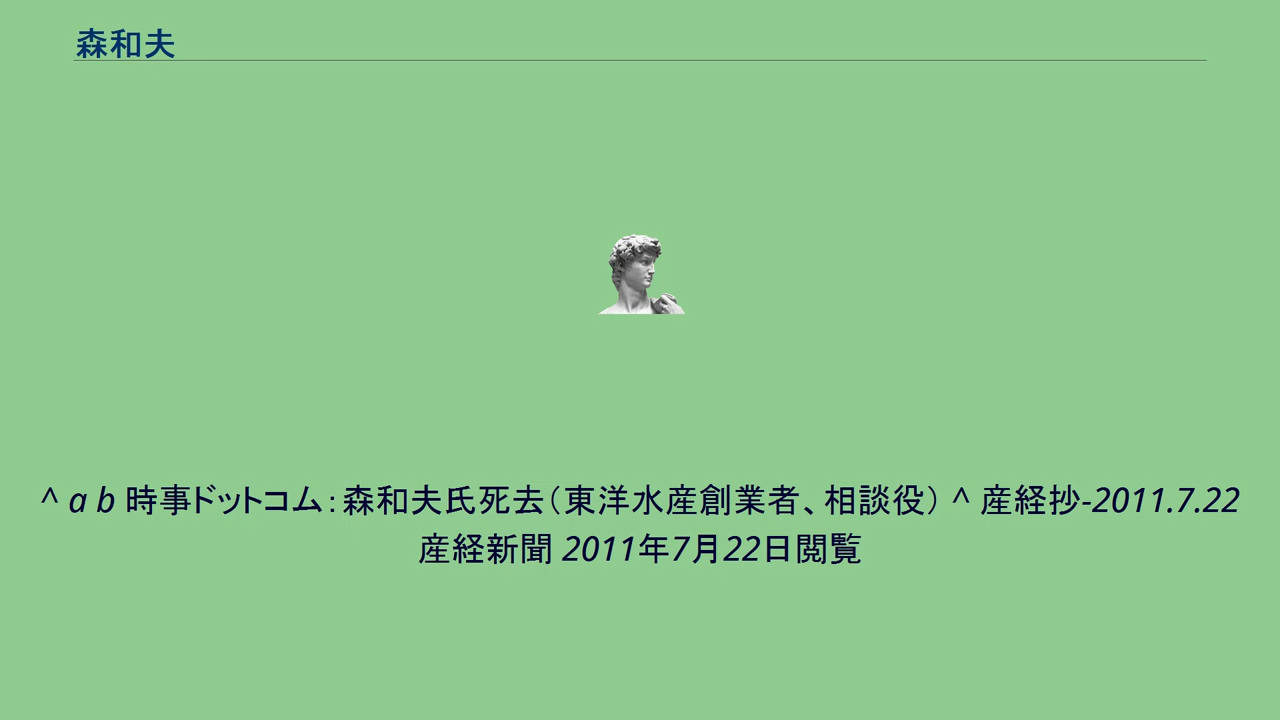 森和夫
^ a b 時事ドットコム：森和夫氏死去（東洋水産創業者、相談役） ^ 産経抄-2011.7.22
産経新聞 2011年7月22日閲覧